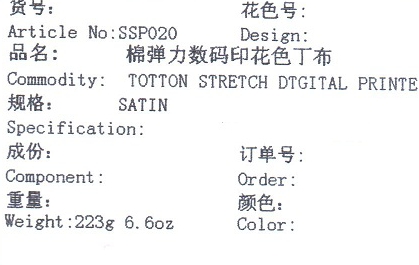 货号: 花色号:
Article No:SSP020 Design:
品名: 棉弹力数码印花色丁布
Commodity: TOTTON STRETCH DTGITAL PRINTE
规格: SATIN
Specification:
成份: 订单号:
Component: Order:
重量: 颜色:
Weight:223g 6.6oz Color: